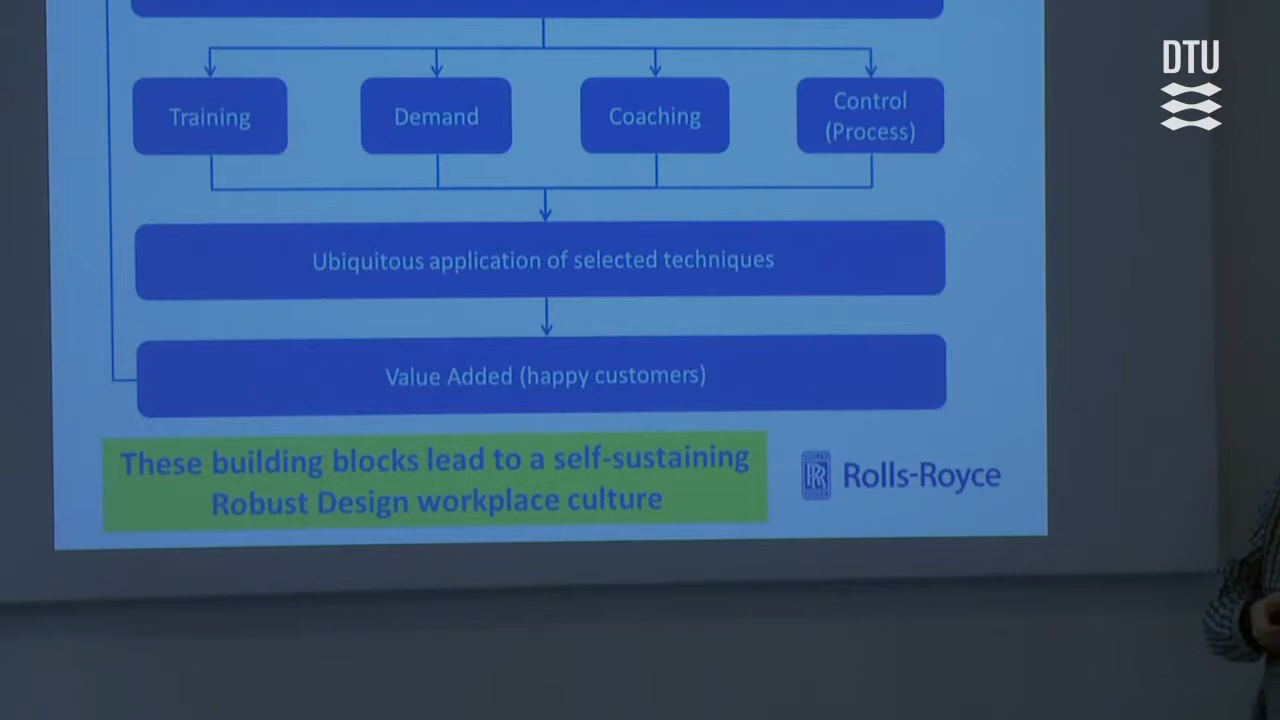 DTU
Training
Demand
Coaching
Control
(Process)
Ubiquitous application of selected techniques
Value Added (happy customers)
These building blocks lead to a self-sustaining
Robust Design workplace culture
RR
Rolls-Royce